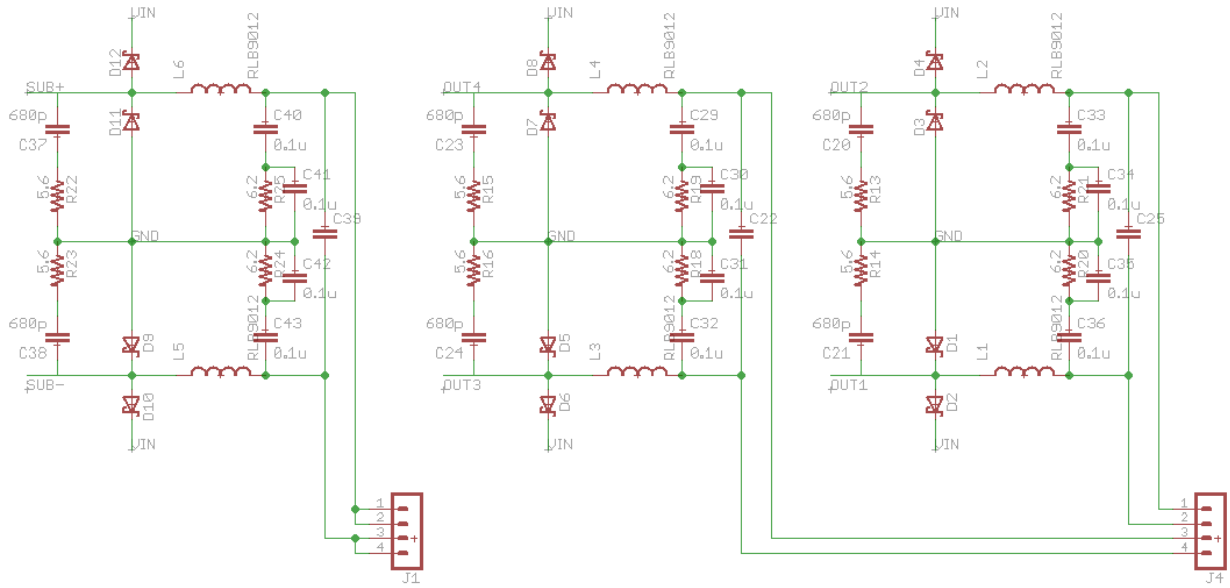 VIN
VIN
VIN
D12
L6
RLB9012
D8
L4
RLB9012
D4
L2
RLB9012
SUB+
OUT4
OUT2
680p
C37
D11
C40
0.1u
680p
C23
D7
C29
0.1u
680p
C20
D3
C33
0.1u
5.6
R22
6.2
R25
C41
0.1u
C39
5.6
R15
6.2
R19
C30
0.1u
C22
5.6
R13
6.2
R21
C34
0.1u
C25
GND
GND
GND
5.6
R23
6.2
R24
C42
0.1u
5.6
R16
6.2
R18
C31
0.1u
5.6
R14
6.2
R20
C35
0.1u
680p
C38
D9
L5
RLB9012
C43
0.1u
680p
C24
D5
L3
RLB9012
C32
0.1u
680p
C21
D1
L1
RLB9012
C36
0.1u
SUB-
OUT3
OUT1
D10
D6
D2
VIN
VIN
VIN
1
2
3
4
+
J1
1
2
3
4
+
J4